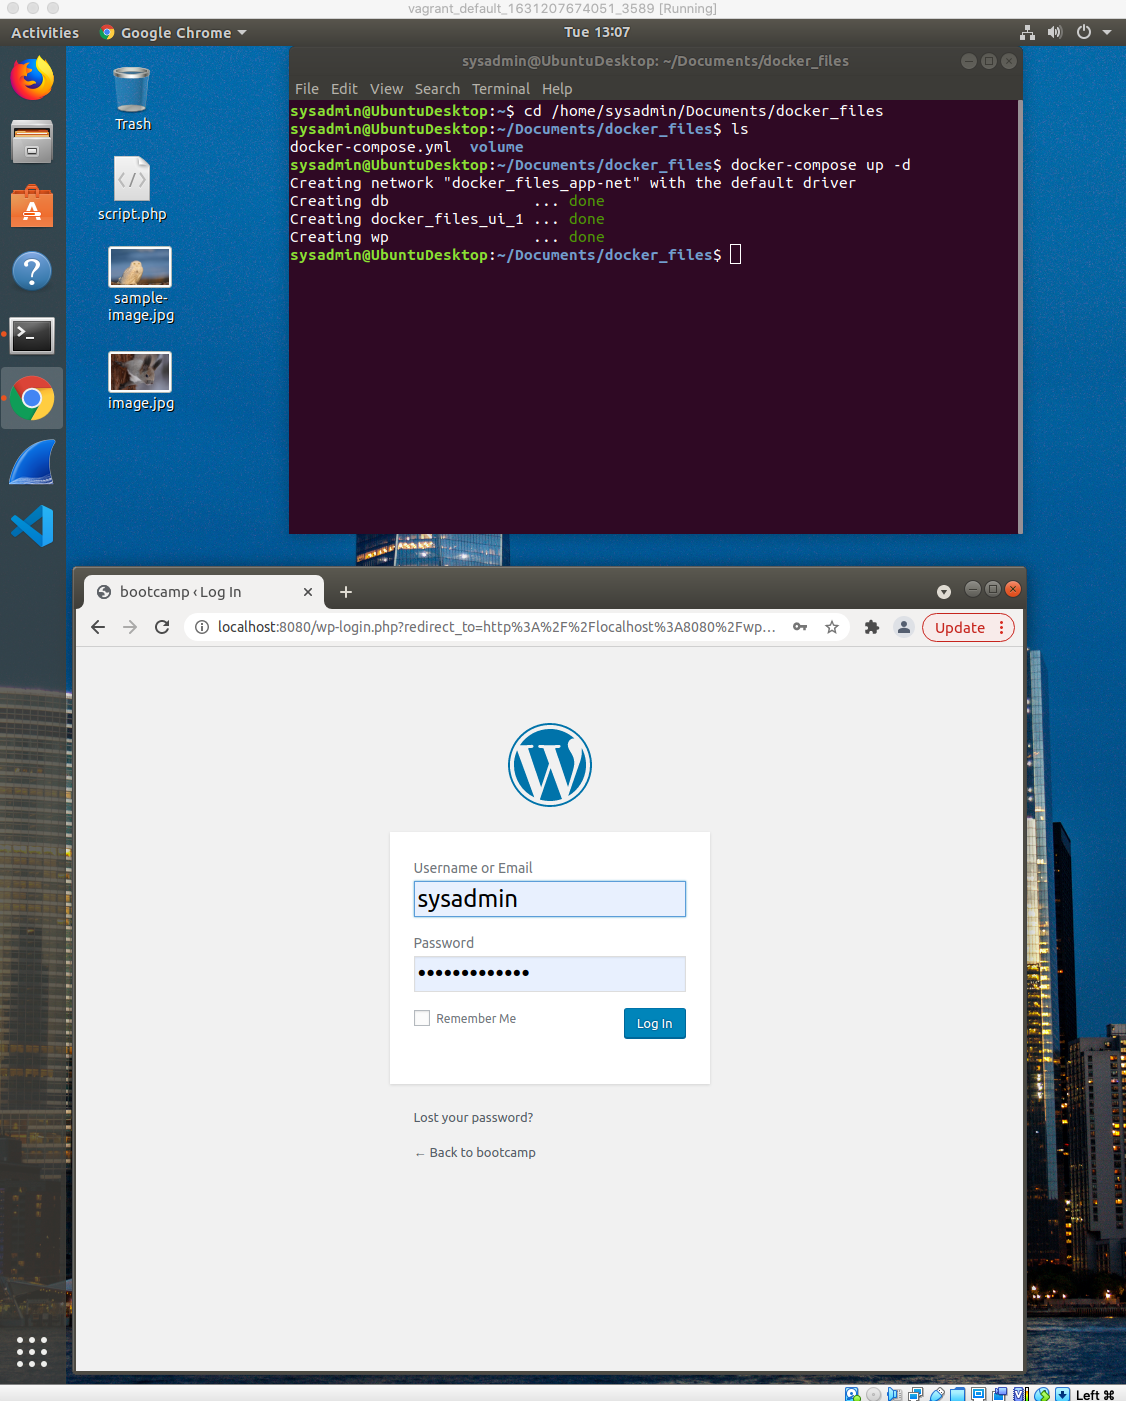 vagrant_default_1631207674051_3589 [Running]
Activities Google Chrome Tue 13:07
Trash
script.php
sample-
image.jpg
image.jpg
sysadmin@UbuntuDesktop: ~/Documents/docker_files
File Edit View Search Terminal Help
sysadmin@UbuntuDesktop:~$ cd /home/sysadmin/Documents/docker_files
sysadmin@UbuntuDesktop:~/Documents/docker_files$ ls
docker-compose.yml volume
sysadmin@UbuntuDesktop:~/Documents/docker_files$ docker-compose up -d
Creating network "docker_files_app-net" with the default driver
Creating db ... done
Creating docker_files_ui_1 ... done
Creating wp ... done
sysadmin@UbuntuDesktop:~/Documents/docker_files$
bootcamp ‹ Log In
localhost:8080/wp-login.php?redirect_to=http%3A%2F%2Flocalhost%3A8080%2Fwp... Update
Username or Email
sysadmin
Password
•••••••••••••
Remember Me Log In
Lost your password?
← Back to bootcamp
Left ⌘